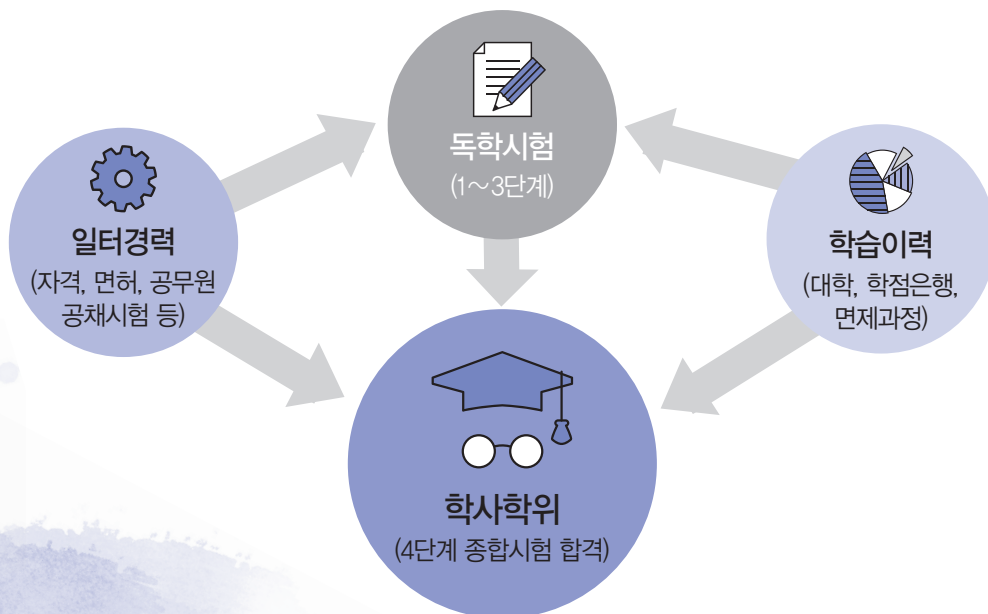 독학시험
(1~3단계)
일터경력
(자격, 면허, 공무원
공채시험 등)
학습이력
(대학, 학점은행,
면제과정)
학사학위
(4단계 종합시험 합격)